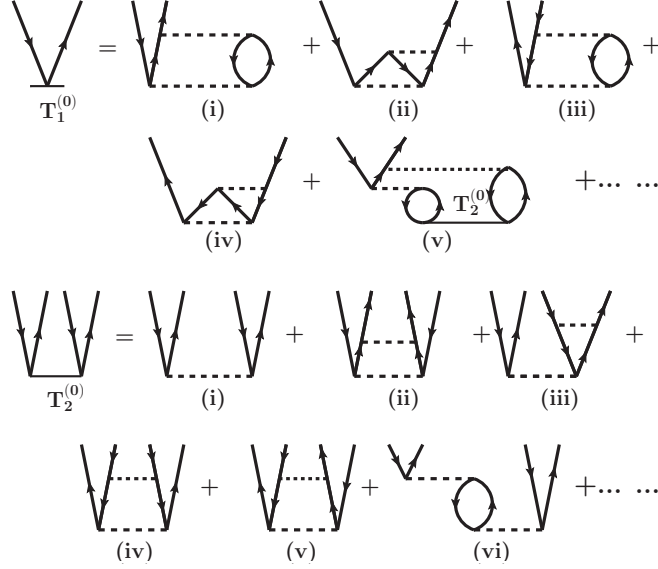 = + + +
T₁⁽⁰⁾ (i) (ii) (iii)
+ T₂⁽⁰⁾ +... ...
(iv) (v)
= + + +
T₂⁽⁰⁾ (i) (ii) (iii)
+ + +... ...
(iv) (v) (vi)